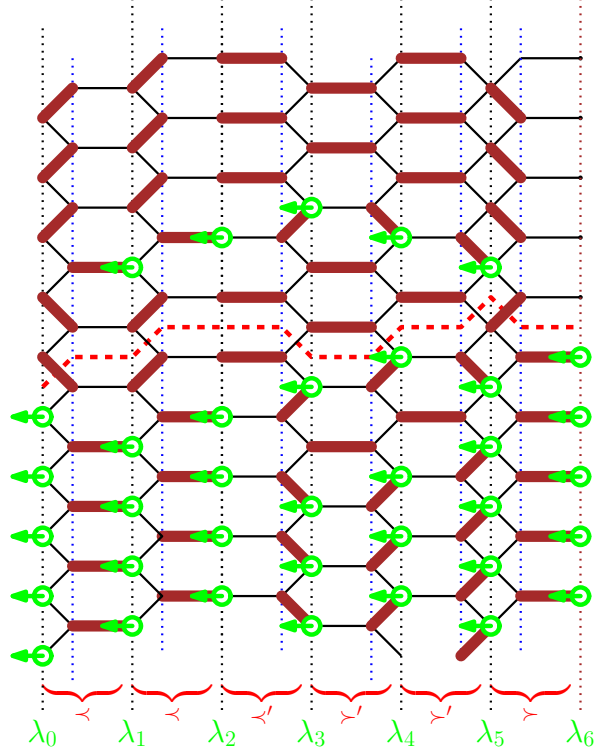 ≺ ≺ ≺′ ≻′ ≻′ ≻
λ₀ λ₁ λ₂ λ₃ λ₄ λ₅ λ₆